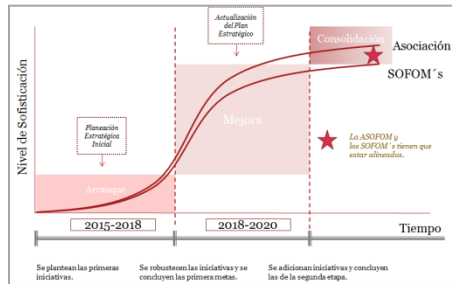 Actualización
del Plan
Estratégico
Consolidación
Asociación
SOFOM´s
Nivel de Sofisticación
Planeación
Estratégica
Inicial
Mejora
La ASOFOM y
las SOFOM´s tienen que
estar alineados.
Arranque
2015-2018
2018-2020
Tiempo
Se plantean las primeras
iniciativas.
Se robustecen las iniciativas y se
concluyen las primera metas.
Se adicionan iniciativas y concluyen
las de la segunda etapa.